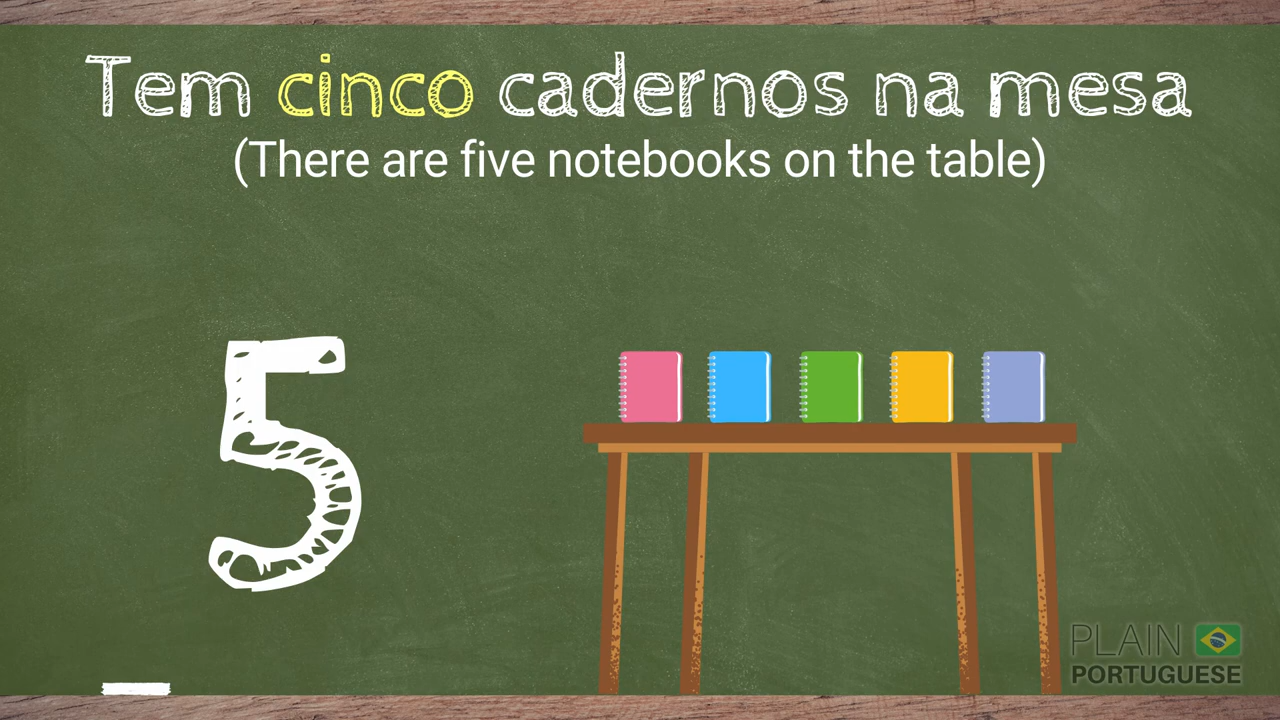 Tem cinco cadernos na mesa
(There are five notebooks on the table)
5
PLAIN
PORTUGUESE